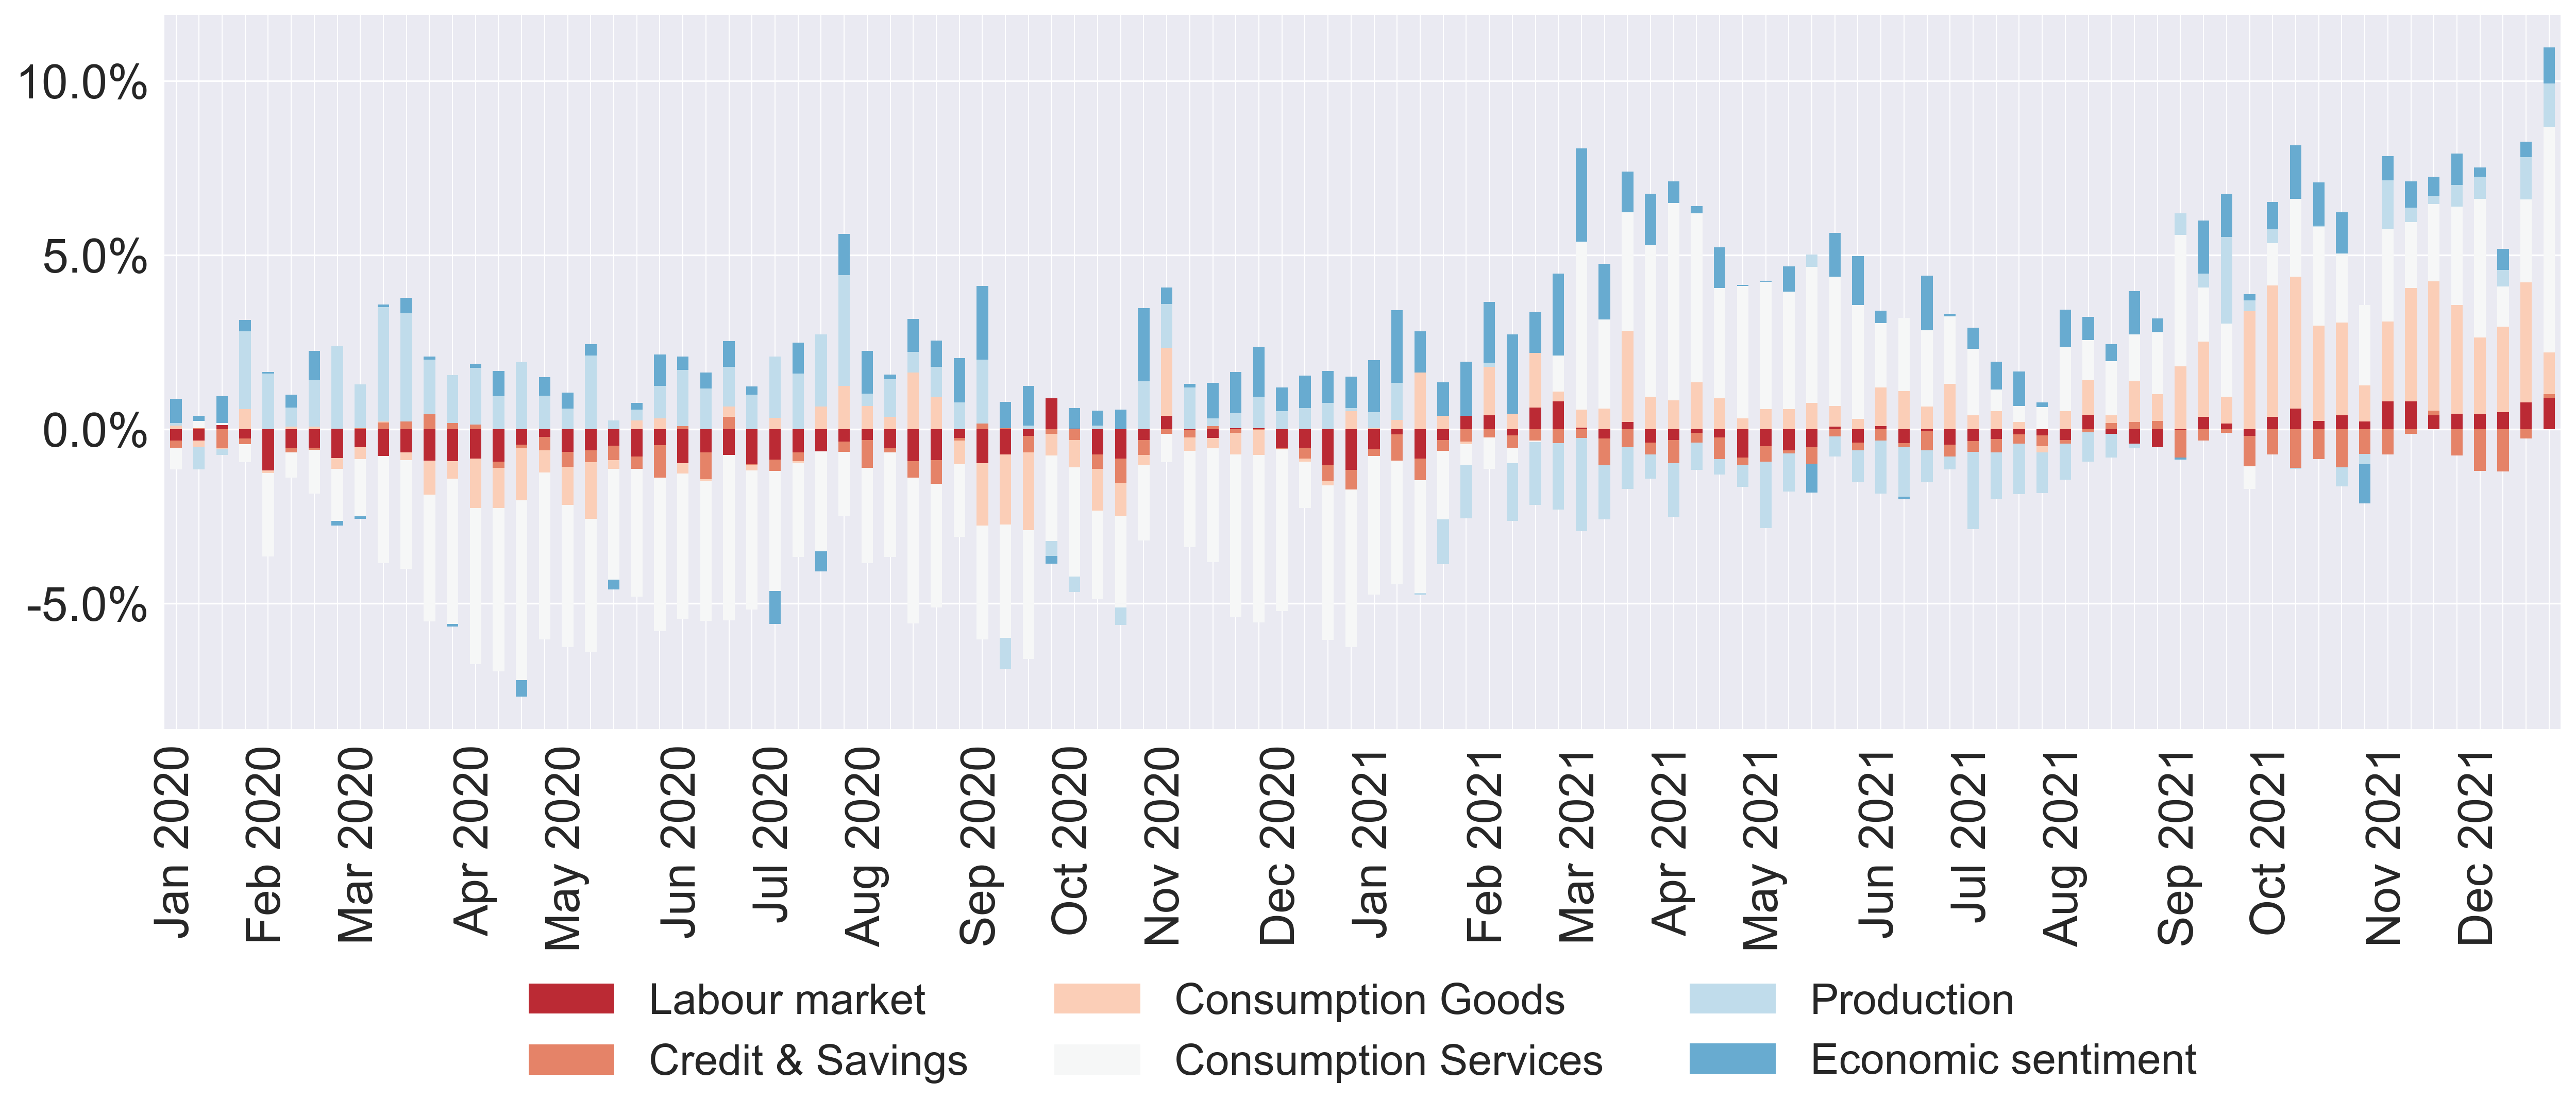 10.0%
5.0%
0.0%
-5.0%
Jan 2020
Feb 2020
Mar 2020
Apr 2020
May 2020
Jun 2020
Jul 2020
Aug 2020
Sep 2020
Oct 2020
Nov 2020
Dec 2020
Jan 2021
Feb 2021
Mar 2021
Apr 2021
May 2021
Jun 2021
Jul 2021
Aug 2021
Sep 2021
Oct 2021
Nov 2021
Dec 2021
Labour market
Consumption Goods
Production
Credit & Savings
Consumption Services
Economic sentiment